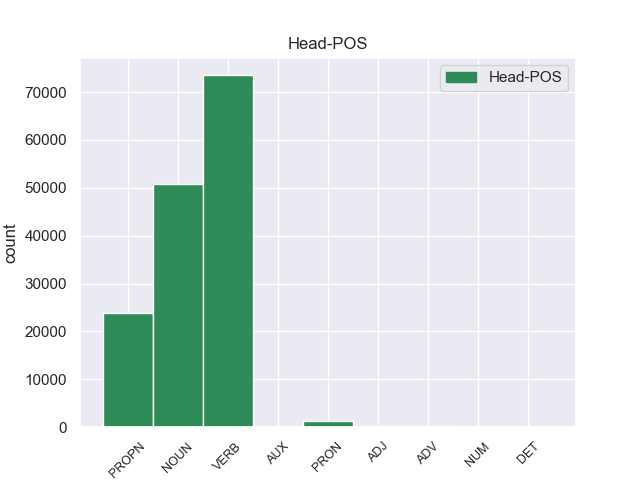 Head-POS
Head-POS
70000
60000
50000
40000
30000
20000
10000
0
count
PROPN NOUN VERB AUX PRON ADJ ADV NUM DET